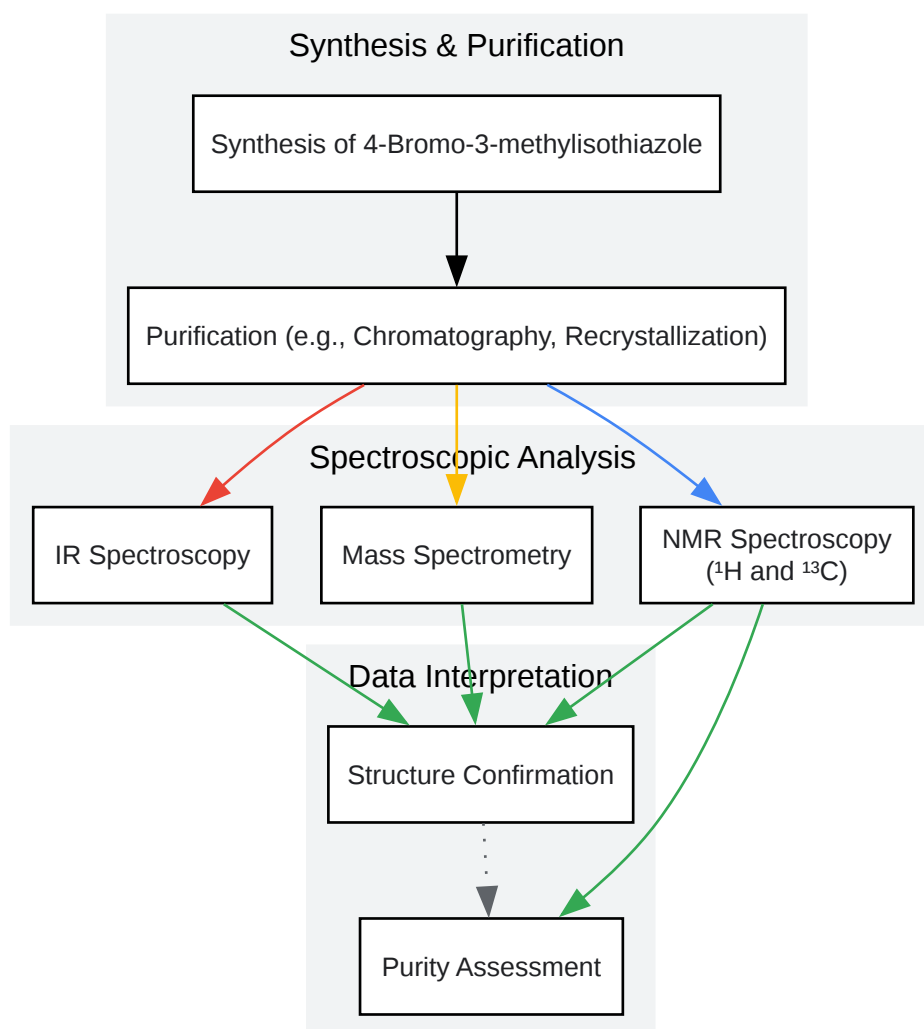 Synthesis & Purification
Synthesis of 4-Bromo-3-methylisothiazole
Purification (e.g., Chromatography, Recrystallization)
Spectroscopic Analysis
IR Spectroscopy
Mass Spectrometry
NMR Spectroscopy
(¹H and ¹³C)
Data Interpretation
Structure Confirmation
Purity Assessment